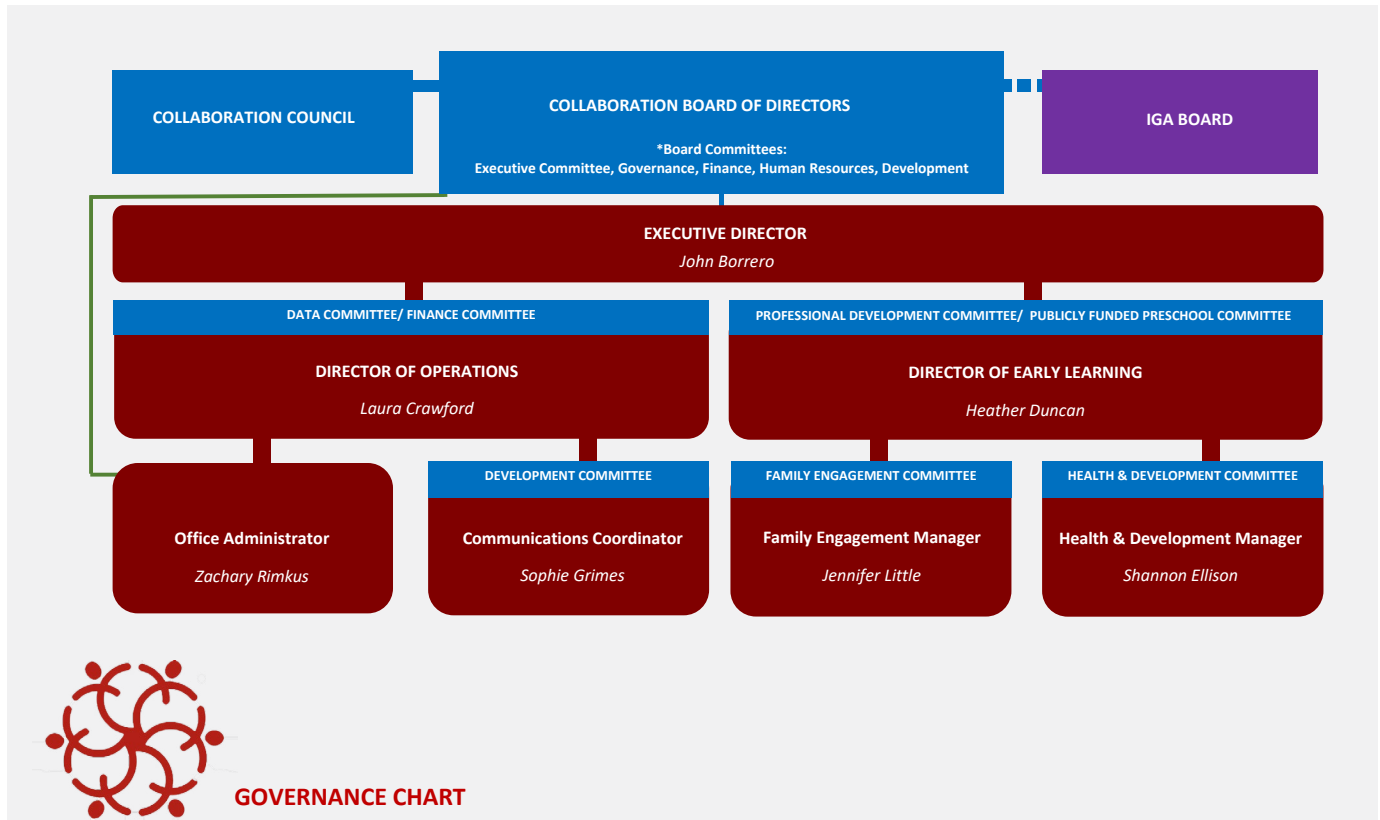 COLLABORATION COUNCIL
COLLABORATION BOARD OF DIRECTORS
*Board Committees:
Executive Committee, Governance, Finance, Human Resources, Development
IGA BOARD
EXECUTIVE DIRECTOR
John Borrero
DATA COMMITTEE/ FINANCE COMMITTEE
DIRECTOR OF OPERATIONS
Laura Crawford
PROFESSIONAL DEVELOPMENT COMMITTEE/ PUBLICLY FUNDED PRESCHOOL COMMITTEE
DIRECTOR OF EARLY LEARNING
Heather Duncan
Office Administrator
Zachary Rimkus
DEVELOPMENT COMMITTEE
Communications Coordinator
Sophie Grimes
FAMILY ENGAGEMENT COMMITTEE
Family Engagement Manager
Jennifer Little
HEALTH & DEVELOPMENT COMMITTEE
Health & Development Manager
Shannon Ellison
GOVERNANCE CHART